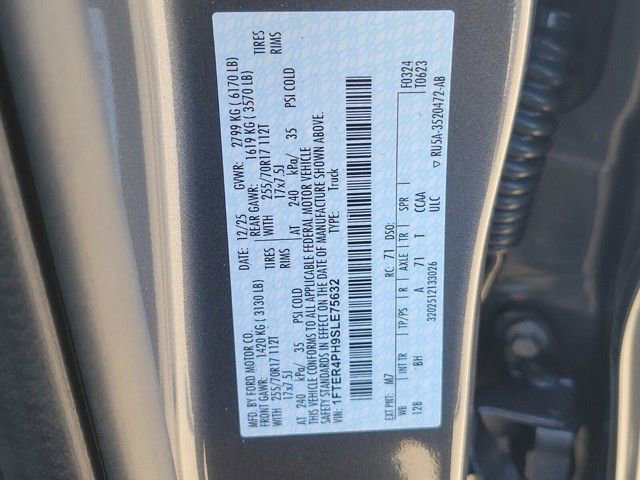 MFD. BY FORD MOTOR CO. DATE: 12/25 GVWR: 2799 KG ( 6170 LB)
FRONT GAWR: 1420 KG ( 3130 LB) REAR GAWR: 1619 KG ( 3570 LB)
WITH 255/70R17 112T TIRES WITH 255/70R17 112T TIRES
17x7.5J RIMS 17x7.5J RIMS
AT 240 kPa/ 35 PSI COLD AT 240 kPa/ 35 PSI COLD
THIS VEHICLE CONFORMS TO ALL APPLICABLE FEDERAL MOTOR VEHICLE
SAFETY STANDARDS IN EFFECT ON THE DATE OF MANUFACTURE SHOWN ABOVE.
VIN: 1FTER4PH9SLE75632 TYPE: Truck
F0324
T0623
EXT PNT: M7 RC: 71 DSO:
WB INT TR TP/PS R AXLE TR SPR
128 BH A 71 T CCAA
3202512133026 ULC
RU5A-3520472-AB